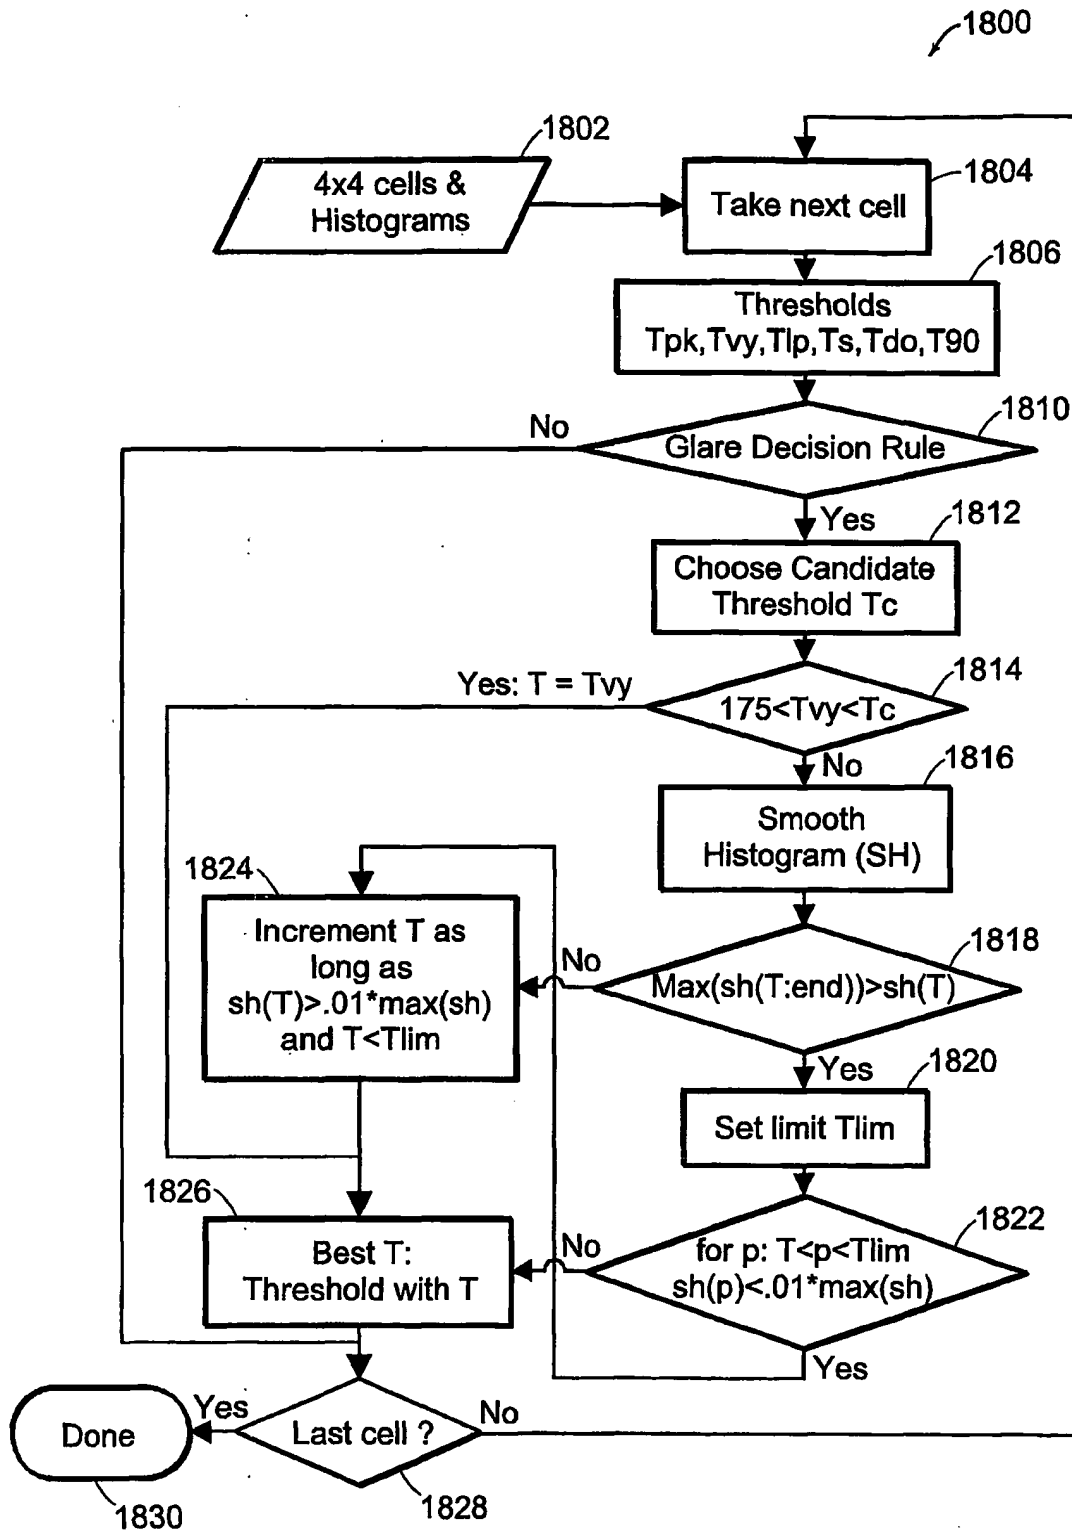 1800
1802
4x4 cells &
Histograms
1804
Take next cell
1806
Thresholds
Tpk,Tvy,Tlp,Ts,Tdo,T90
1810
No
Glare Decision Rule
Yes
1812
Choose Candidate
Threshold Tc
1814
Yes: T = Tvy
175<Tvy<Tc
No
1816
Smooth
Histogram (SH)
1824
Increment T as
long as
sh(T)>.01*max(sh)
and T<Tlim
1818
No
Max(sh(T:end))>sh(T)
Yes
1820
Set limit Tlim
1826
Best T:
Threshold with T
1822
No
for p: T<p<Tlim
sh(p)<.01*max(sh)
Yes
Yes
Last cell ?
No
Done
1828
1830